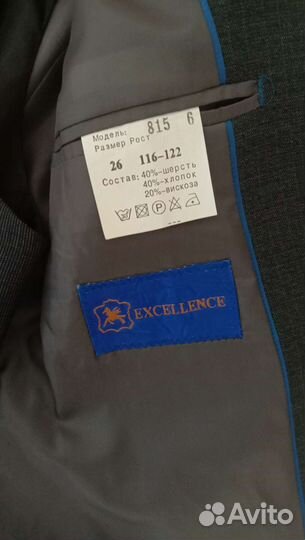 Модель: 815 6
Размер Рост
26 116-122
Состав: 40%-шерсть
40%-хлопок
20%-вискоза
P
EXCELLENCE
Avito